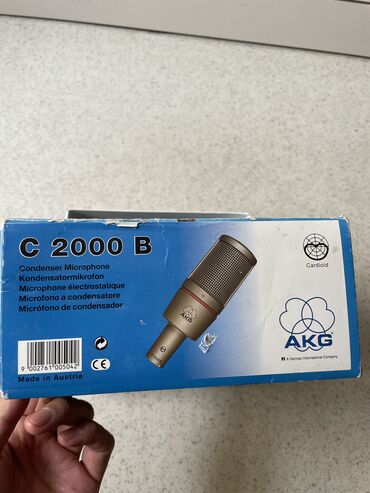 C 2000 B
Condenser Microphone
Kondensatormikrofon
Microphone électrostatique
Microfono a condensatore
Micrófono de condensador
Cardioid
AKG
H A Harman International Company
9 002761 005042
CE
Made in Austria